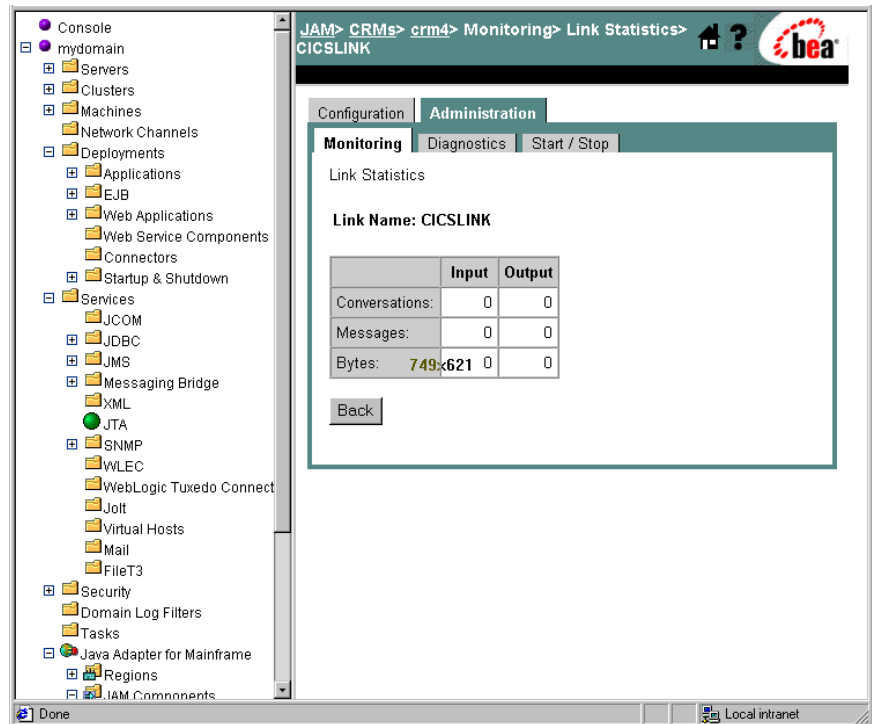 Console
mydomain
Servers
Clusters
Machines
Network Channels
Deployments
Applications
EJB
Web Applications
Web Service Components
Connectors
Startup & Shutdown
Services
JCOM
JDBC
JMS
Messaging Bridge
XML
JTA
SNMP
WLEC
WebLogic Tuxedo Connect
Jolt
Virtual Hosts
Mail
FileT3
Security
Domain Log Filters
Tasks
Java Adapter for Mainframe
Regions
JAM Components
JAM> CRMs> crm4> Monitoring> Link Statistics>
CICSLINK
?
bea
Configuration Administration
Monitoring Diagnostics Start / Stop
Link Statistics
Link Name: CICSLINK
Input Output
Conversations: 0 0
Messages: 0 0
Bytes: 749x621 0 0
Back
Done
Local intranet